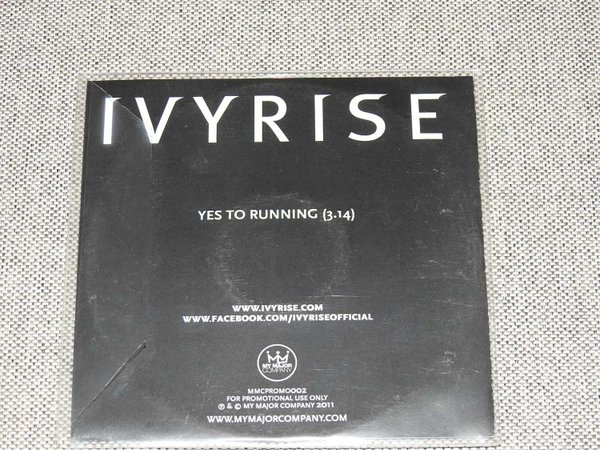 IVYRISE
YES TO RUNNING (3.14)
WWW.IVYRISE.COM
WWW.FACEBOOK.COM/IVYRISEOFFICIAL
MY MAJOR
COMPANY
MMCPROMO002
FOR PROMOTIONAL USE ONLY
℗ & © MY MAJOR COMPANY 2011
WWW.MYMAJORCOMPANY.COM